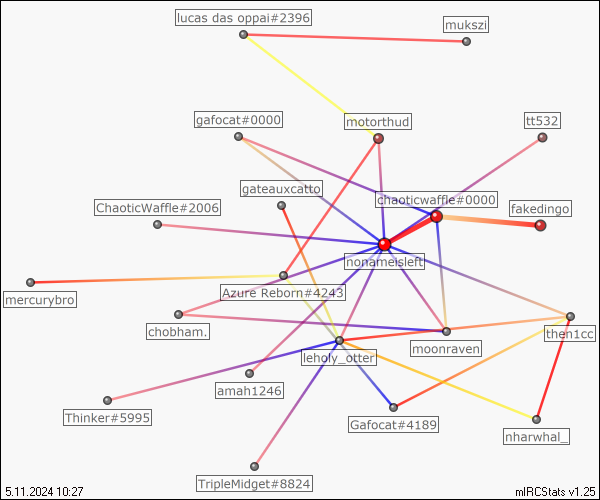 lucas das oppai#2396
mukszi
gafocat#0000
motorthud
tt532
gateauxcatto
chaoticwaffle#0000
ChaoticWaffle#2006
fakedingo
nonameisleft
Azure Reborn#4243
mercurybro
chobham.
then1cc
moonraven
leholy_otter
amah1246
Thinker#5995
Gafocat#4189
nharwhal_
TripleMidget#8824
5.11.2024 10:27
mIRCStats v1.25